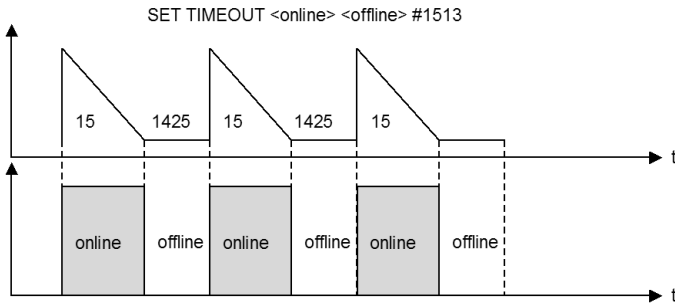 SET TIMEOUT <online> <offline> #1513
15 1425 15 1425 15
t
online offline online offline online offline
t